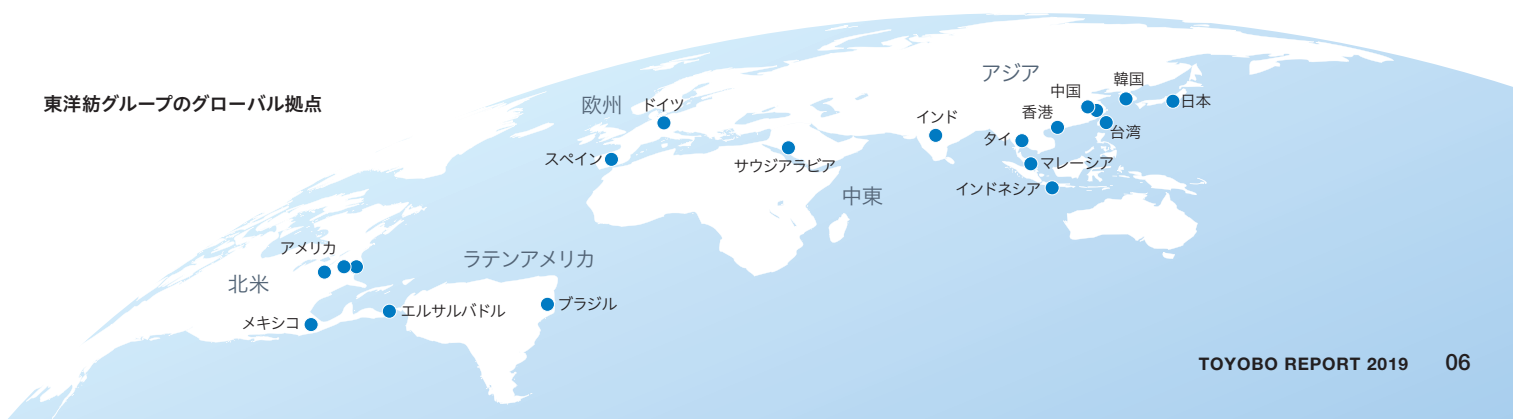 東洋紡グループのグローバル拠点
欧州
ドイツ
スペイン
サウジアラビア
中東
アジア
インド
中国
韓国
香港
日本
台湾
タイ
マレーシア
インドネシア
アメリカ
北米
メキシコ
ラテンアメリカ
エルサルバドル
ブラジル
TOYOBO REPORT 2019 06